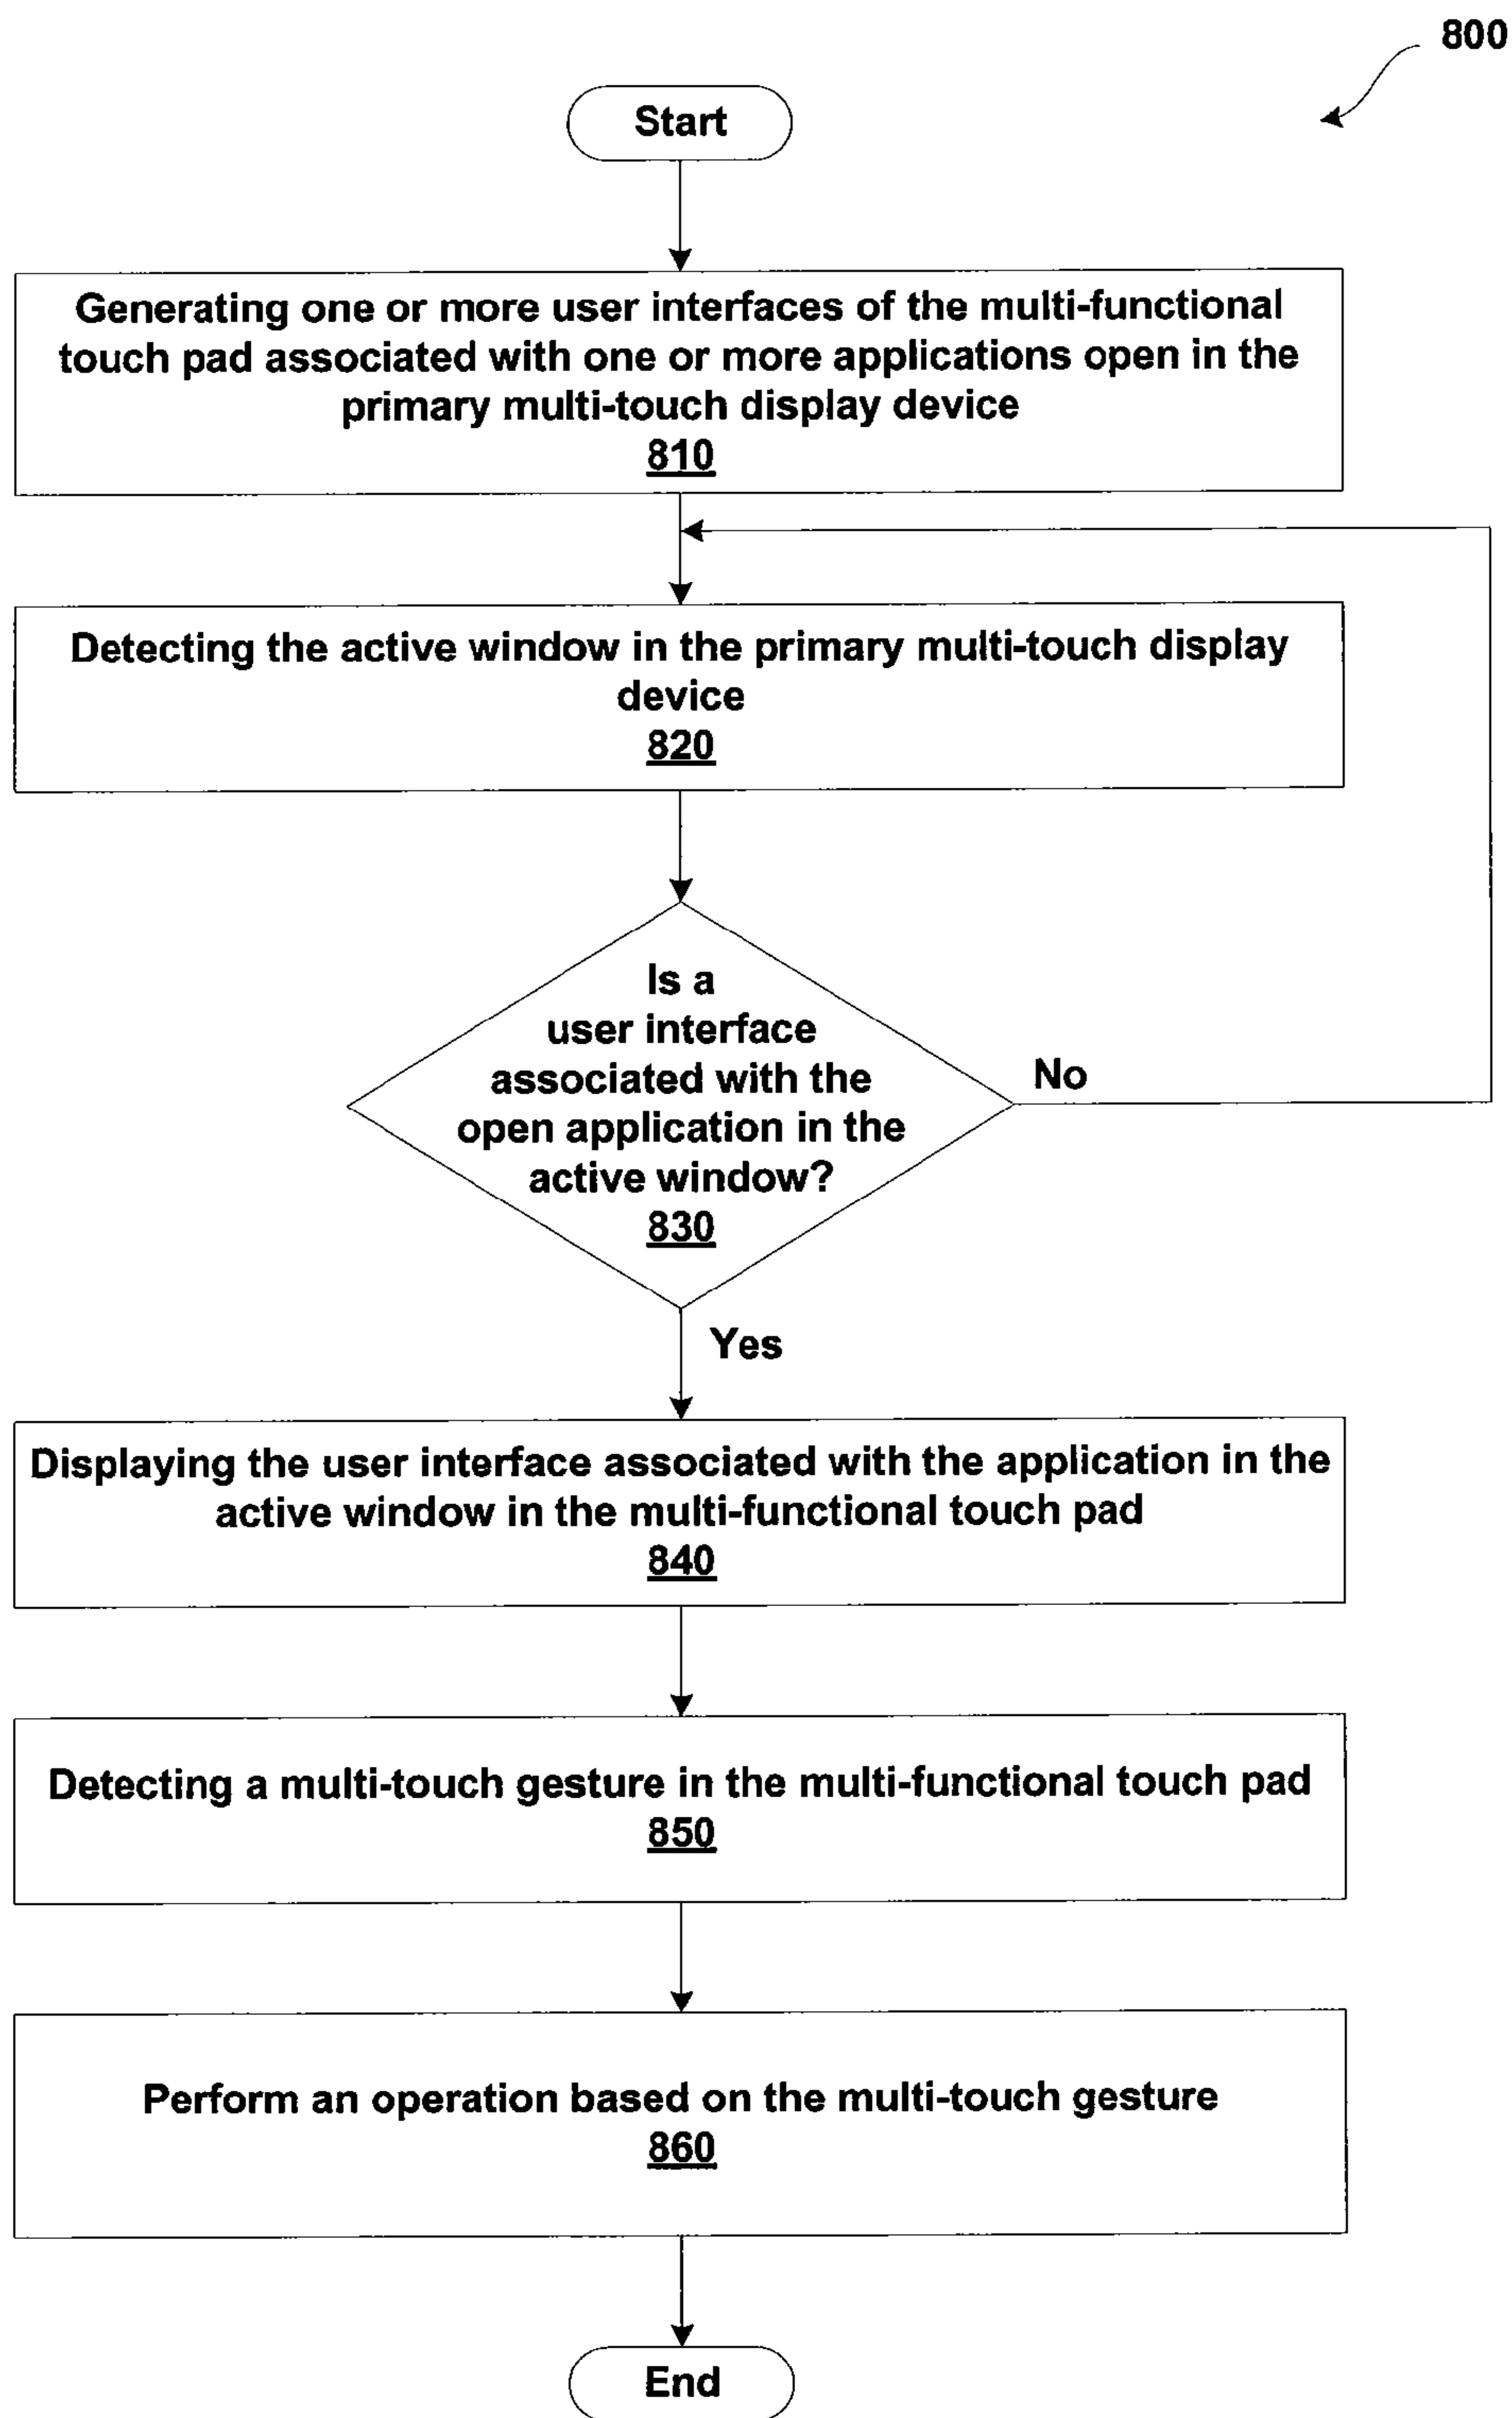 800
Start
Generating one or more user interfaces of the multi-functional
touch pad associated with one or more applications open in the
primary multi-touch display device
810
Detecting the active window in the primary multi-touch display
device
820
Is a
user interface
associated with the
open application in the
active window?
830
No
Yes
Displaying the user interface associated with the application in the
active window in the multi-functional touch pad
840
Detecting a multi-touch gesture in the multi-functional touch pad
850
Perform an operation based on the multi-touch gesture
860
End